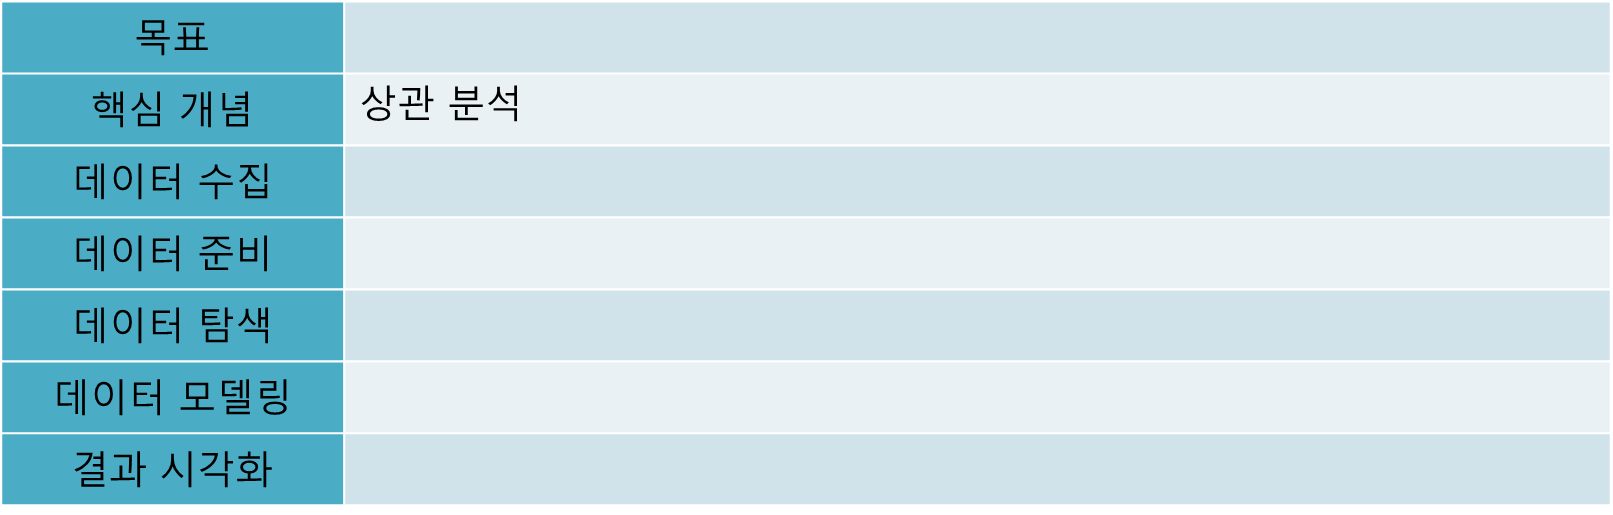 목표
핵심 개념 상관 분석
데이터 수집
데이터 준비
데이터 탐색
데이터 모델링
결과 시각화